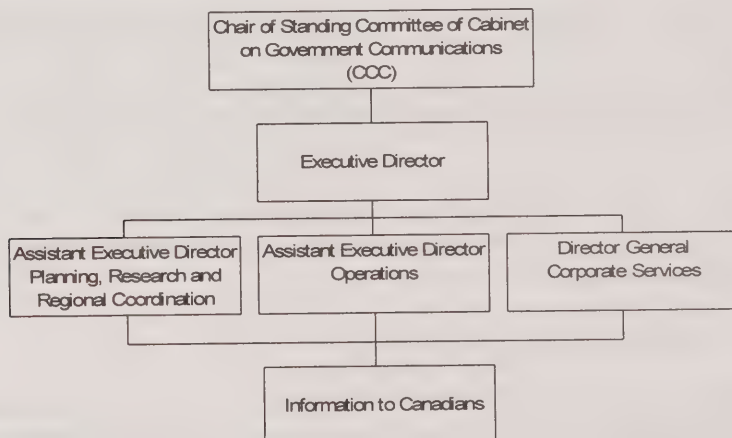 Chair of Standing Committee of Cabinet
on Government Communications
(CCC)
Executive Director
Assistant Executive Director
Planning, Research and
Regional Coordination
Assistant Executive Director
Operations
Director General
Corporate Services
Information to Canadians